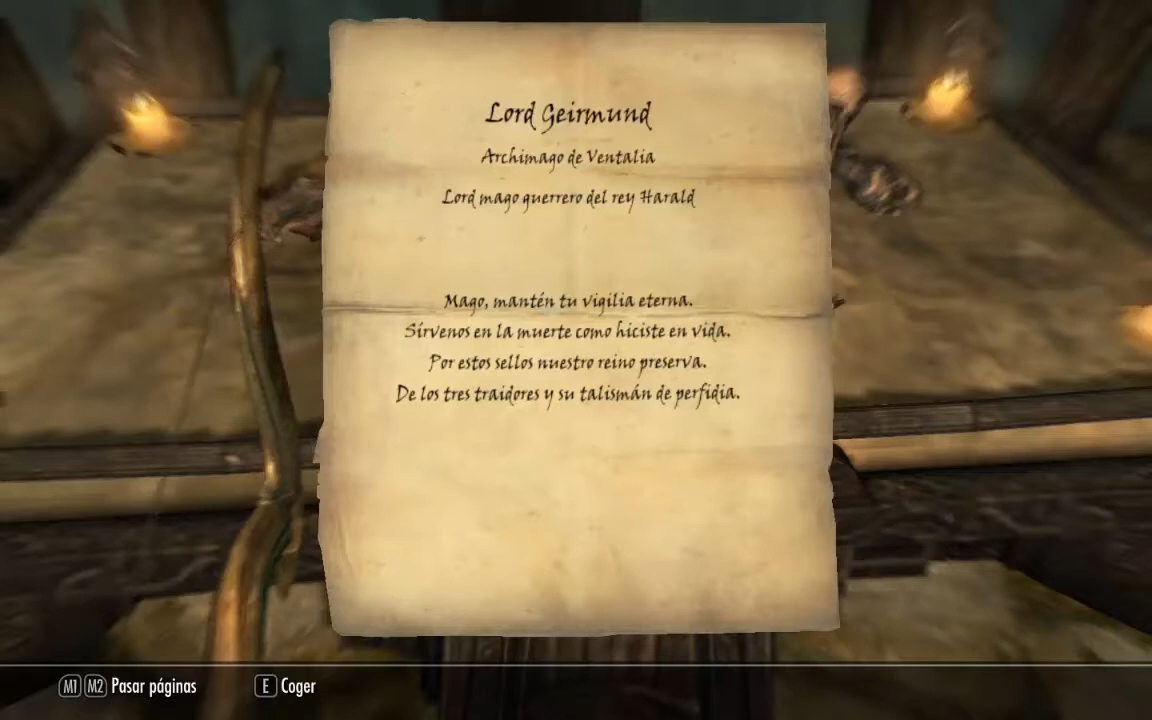 Lord Geirmund
Archimago de Ventalia
Lord mago guerrero del rey Harald
Mago, mantén tu vigilia eterna.
Sírvenos en la muerte como hiciste en vida.
Por estos sellos nuestro reino preserva.
De los tres traidores y su talismán de perfidia.
M1 M2 Pasar páginas
E Coger